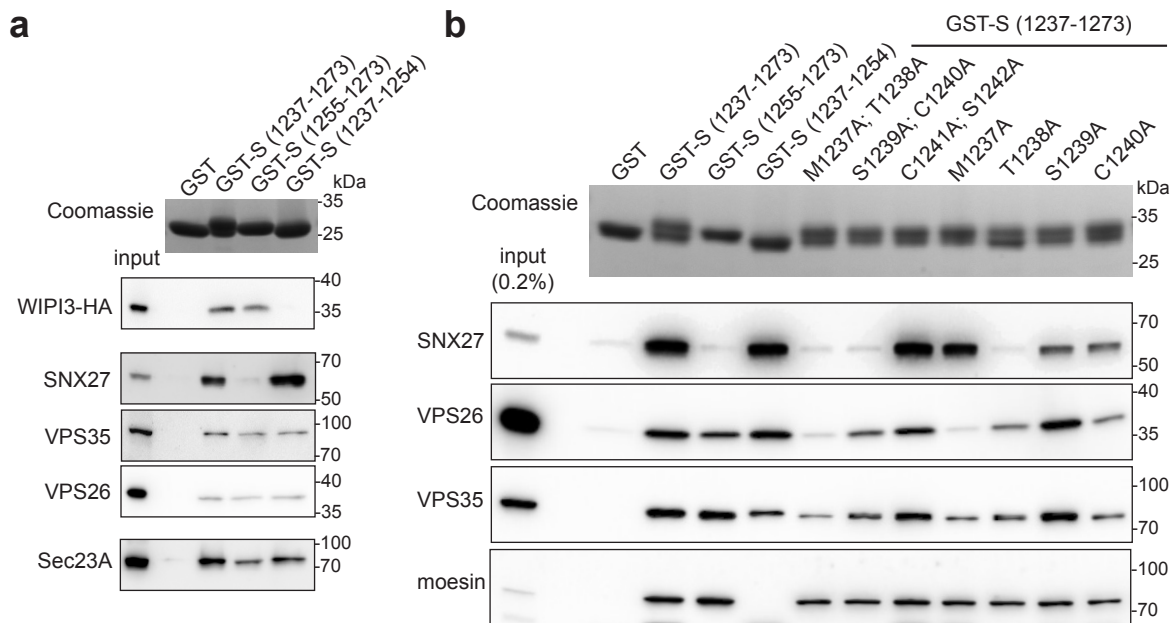 a
GST
GST-S (1237-1273)
GST-S (1255-1273)
GST-S (1237-1254)
kDa
Coomassie
35
25
input
WIPI3-HA
40
35
SNX27
70
50
VPS35
100
70
VPS26
40
35
Sec23A
100
70
b
GST-S (1237-1273)
GST
GST-S (1237-1273)
GST-S (1255-1273)
GST-S (1237-1254)
M1237A; T1238A
S1239A; C1240A
C1241A; S1242A
M1237A
T1238A
S1239A
C1240A
kDa
Coomassie
35
25
input
(0.2%)
SNX27
70
50
VPS26
40
35
VPS35
100
70
moesin
100
70